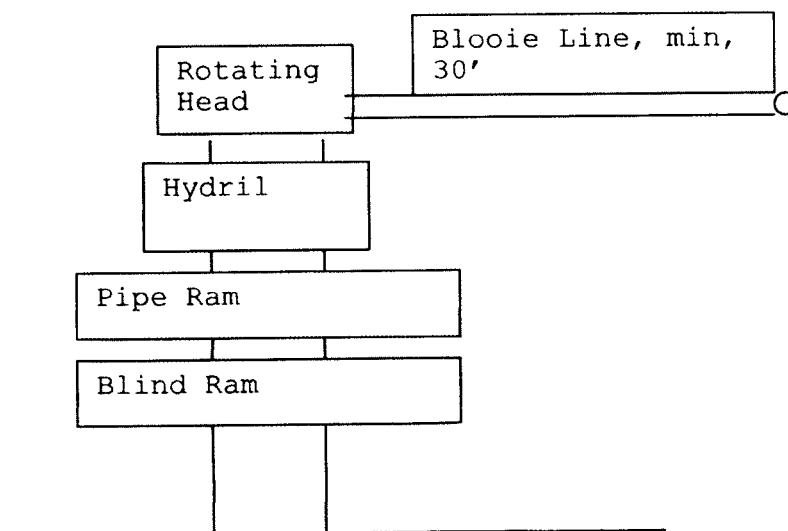 Blooie Line, min,
30'
Rotating
Head
Hydril
Pipe Ram
Blind Ram